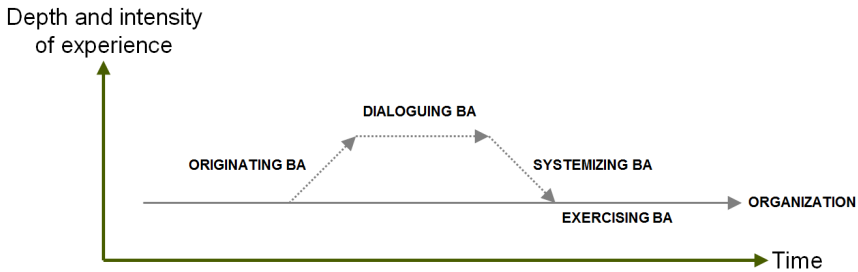 Depth and intensity
of experience
DIALOGUING BA
ORIGINATING BA
SYSTEMIZING BA
ORGANIZATION
EXERCISING BA
Time